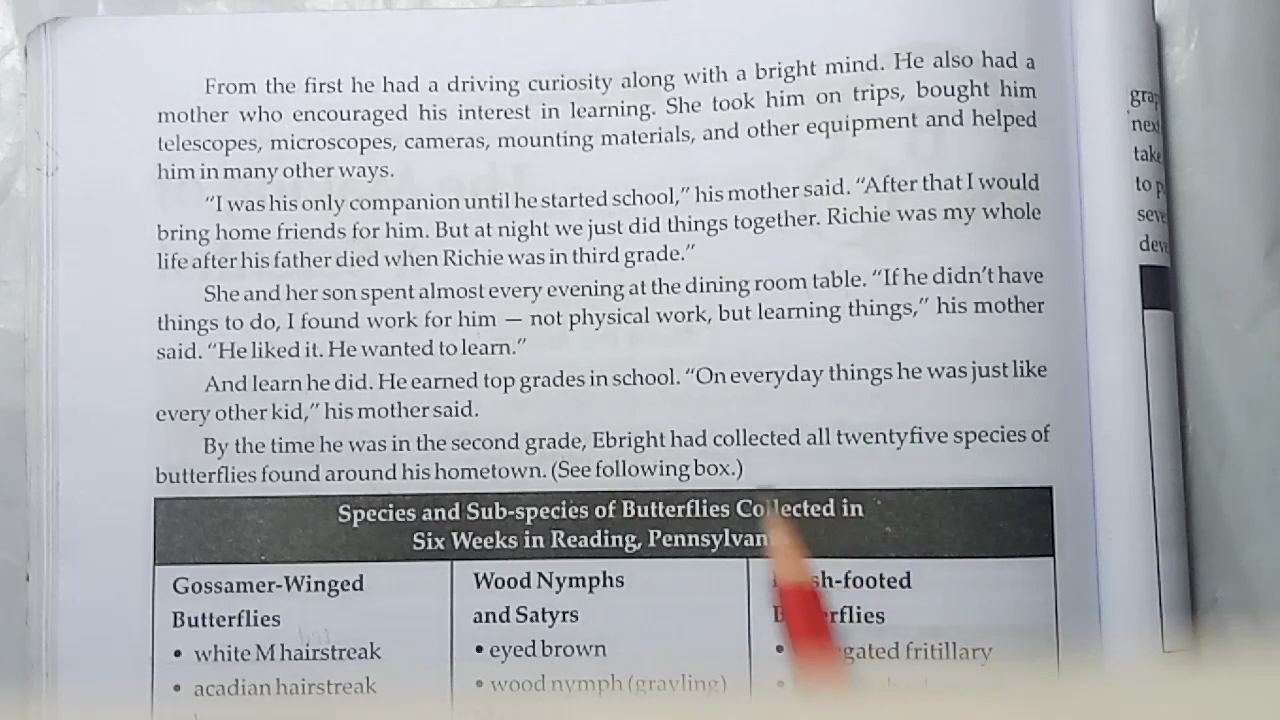 From the first he had a driving curiosity along with a bright mind. He also had a
mother who encouraged his interest in learning. She took him on trips, bought him
telescopes, microscopes, cameras, mounting materials, and other equipment and helped
him in many other ways.
"I was his only companion until he started school," his mother said. "After that I would
bring home friends for him. But at night we just did things together. Richie was my whole
life after his father died when Richie was in third grade."
She and her son spent almost every evening at the dining room table. "If he didn't have
things to do, I found work for him — not physical work, but learning things," his mother
said. "He liked it. He wanted to learn."
And learn he did. He earned top grades in school. "On everyday things he was just like
every other kid," his mother said.
By the time he was in the second grade, Ebright had collected all twentyfive species of
butterflies found around his hometown. (See following box.)
Species and Sub-species of Butterflies Collected in
Six Weeks in Reading,
Gossamer-Winged
Butterflies
• white M hairstreak
• acadian hairstreak
Wood Nymphs
and Satyrs
• eyed brown
• wood nymph (grayling)
fritillary